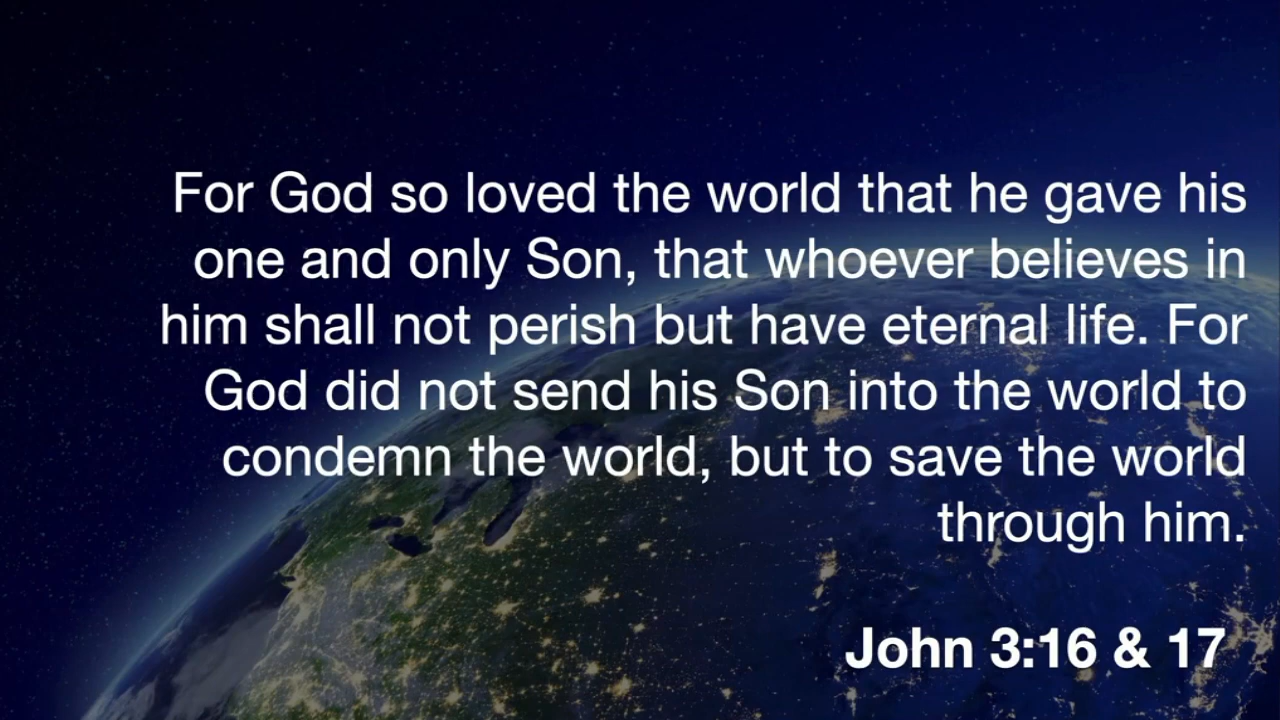 For God so loved the world that he gave his
one and only Son, that whoever believes in
him shall not perish but have eternal life. For
God did not send his Son into the world to
condemn the world, but to save the world
through him.
John 3:16 & 17